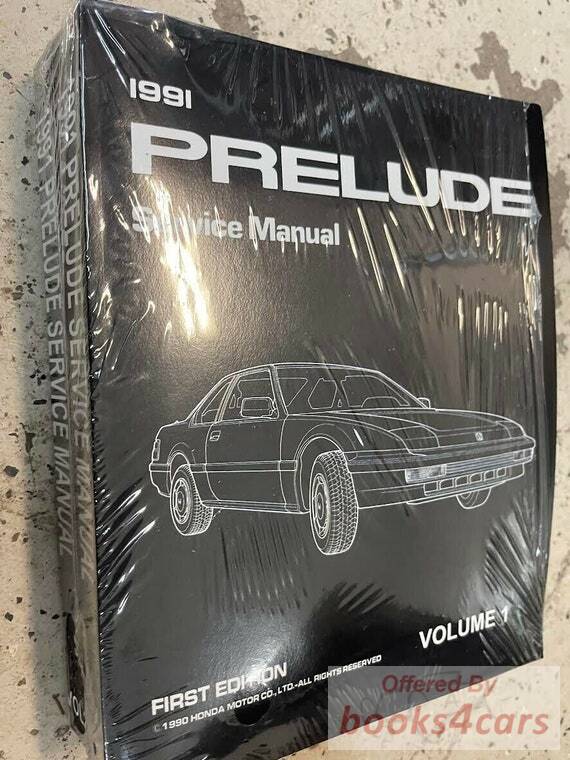 1991
PRELUDE
Service Manual
VOLUME 1
FIRST EDITION
© 1990 HONDA MOTOR CO., LTD.-ALL RIGHTS RESERVED
1991 PRELUDE SERVICE MANUAL
1991 PRELUDE SERVICE MANUAL
Offered By
books4cars